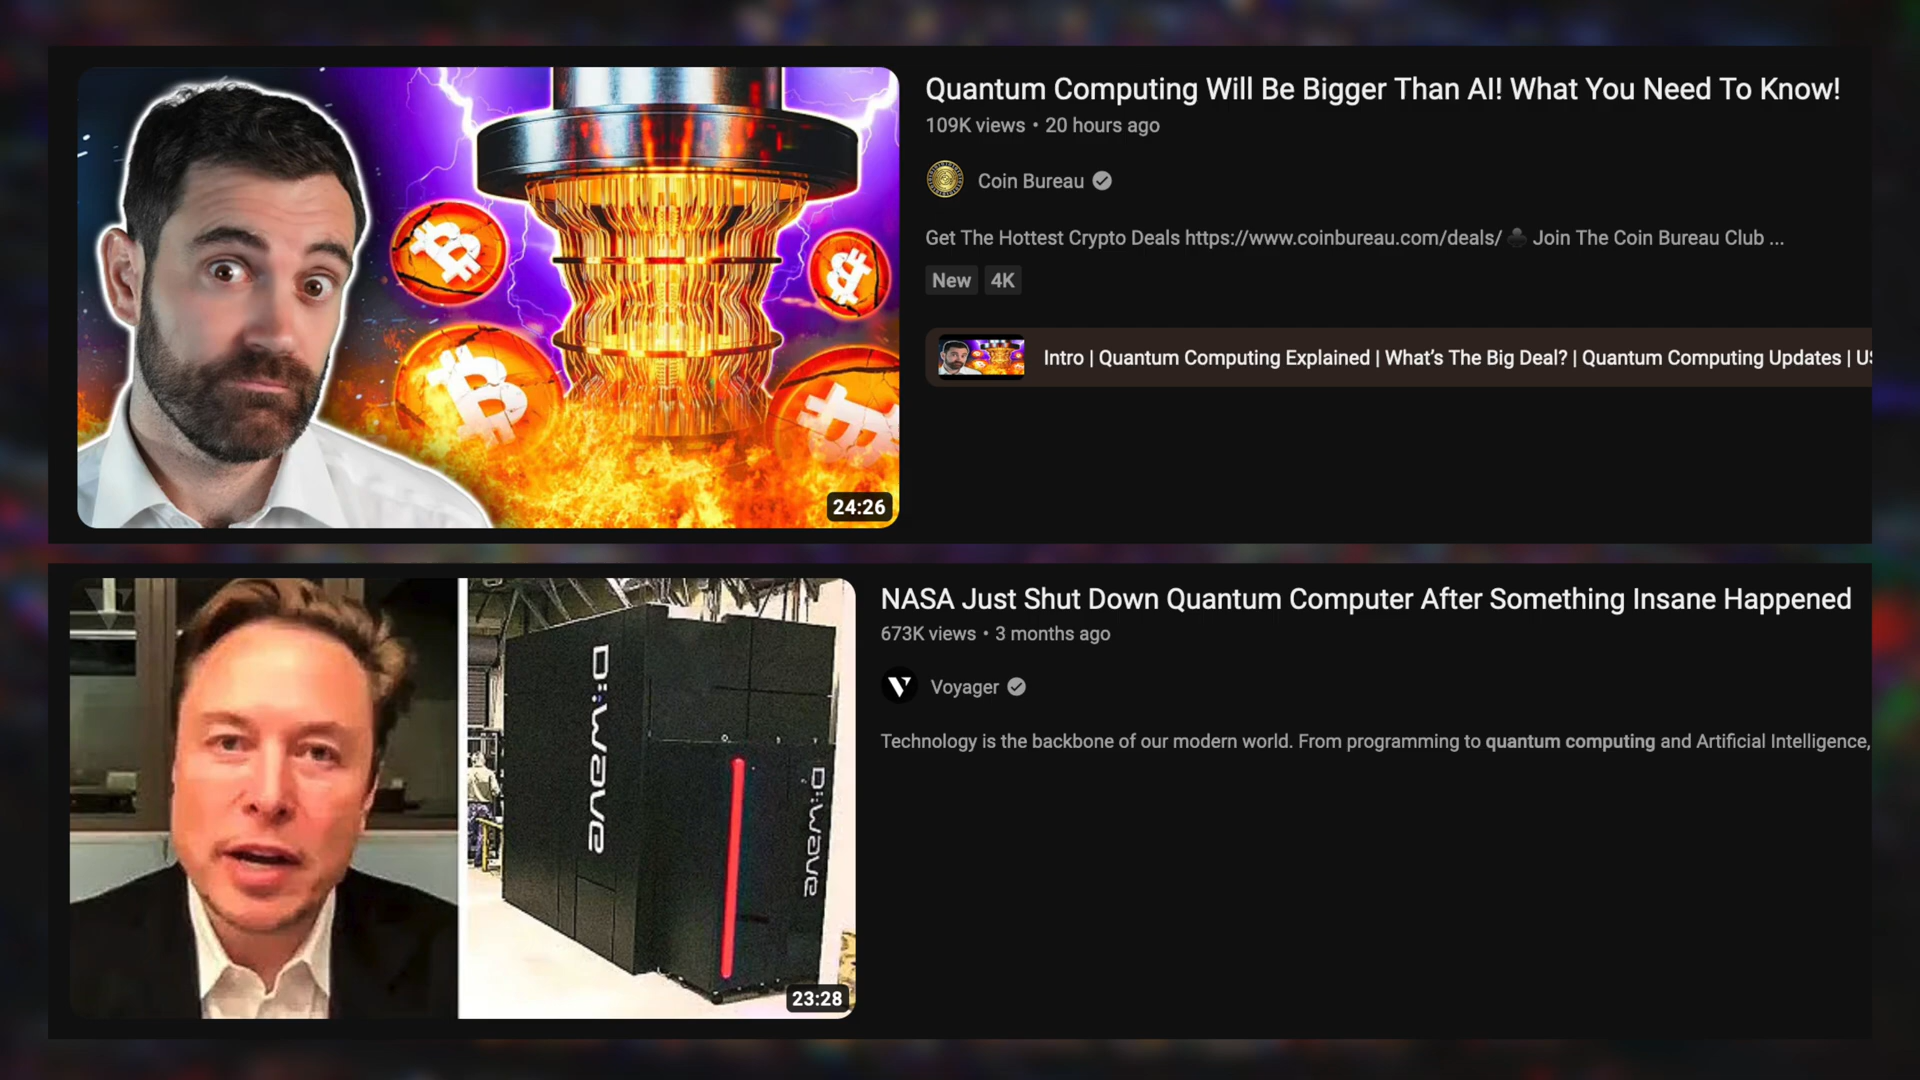 Quantum Computing Will Be Bigger Than AI! What You Need To Know!
109K views • 20 hours ago
Coin Bureau
Get The Hottest Crypto Deals https://www.coinbureau.com/deals/ ♣ Join The Coin Bureau Club ...
New 4K
Intro | Quantum Computing Explained | What's The Big Deal? | Quantum Computing Updates | US
24:26
NASA Just Shut Down Quantum Computer After Something Insane Happened
673K views • 3 months ago
Voyager
Technology is the backbone of our modern world. From programming to quantum computing and Artificial Intelligence,
D:wave
D:wave
23:28